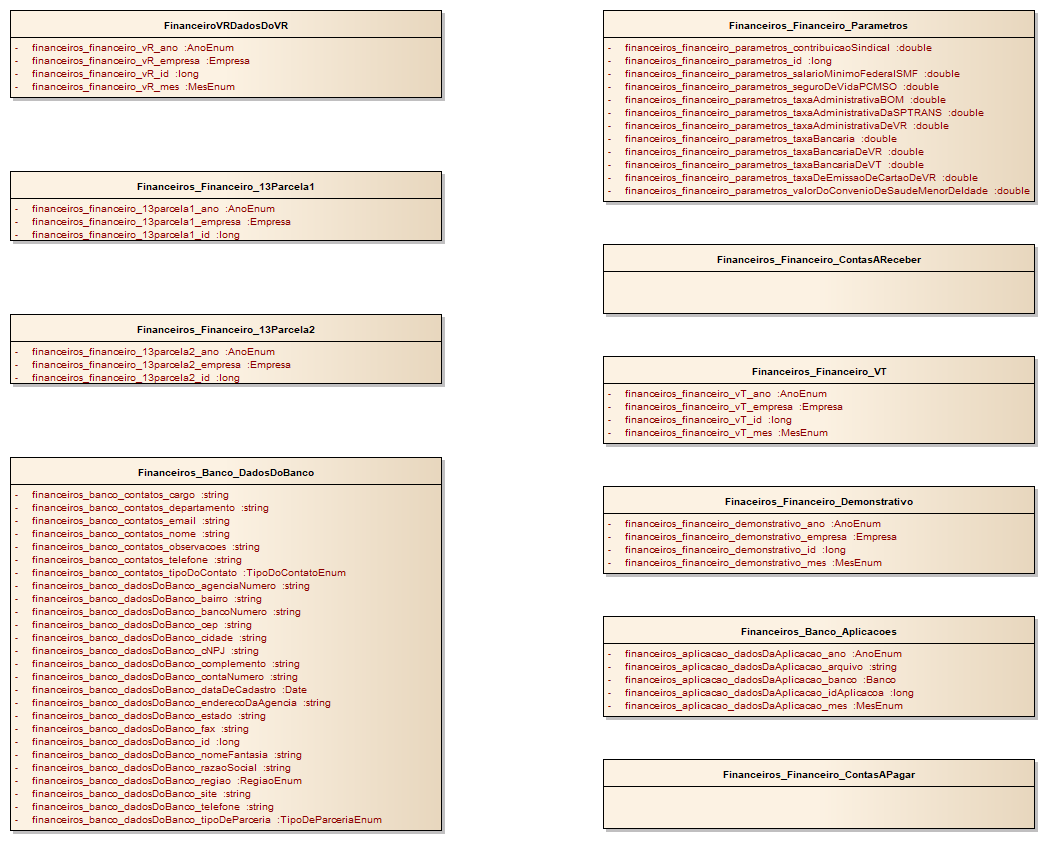 FinanceiroVRDadosDoVR
- financeiros_financeiro_vR_ano :AnoEnum
- financeiros_financeiro_vR_empresa :Empresa
- financeiros_financeiro_vR_id :long
- financeiros_financeiro_vR_mes :MesEnum
Financeiros_Financeiro_13Parcela1
- financeiros_financeiro_13parcela1_ano :AnoEnum
- financeiros_financeiro_13parcela1_empresa :Empresa
- financeiros_financeiro_13parcela1_id :long
Financeiros_Financeiro_13Parcela2
- financeiros_financeiro_13parcela2_ano :AnoEnum
- financeiros_financeiro_13parcela2_empresa :Empresa
- financeiros_financeiro_13parcela2_id :long
Financeiros_Banco_DadosDoBanco
- financeiros_banco_contatos_cargo :string
- financeiros_banco_contatos_departamento :string
- financeiros_banco_contatos_email :string
- financeiros_banco_contatos_nome :string
- financeiros_banco_contatos_observacoes :string
- financeiros_banco_contatos_telefone :string
- financeiros_banco_contatos_tipoDoContato :TipoDoContatoEnum
- financeiros_banco_dadosDoBanco_agenciaNumero :string
- financeiros_banco_dadosDoBanco_bairro :string
- financeiros_banco_dadosDoBanco_bancoNumero :string
- financeiros_banco_dadosDoBanco_cep :string
- financeiros_banco_dadosDoBanco_cidade :string
- financeiros_banco_dadosDoBanco_cNPJ :string
- financeiros_banco_dadosDoBanco_complemento :string
- financeiros_banco_dadosDoBanco_contaNumero :string
- financeiros_banco_dadosDoBanco_dataDeCadastro :Date
- financeiros_banco_dadosDoBanco_enderecoDaAgencia :string
- financeiros_banco_dadosDoBanco_estado :string
- financeiros_banco_dadosDoBanco_fax :string
- financeiros_banco_dadosDoBanco_id :long
- financeiros_banco_dadosDoBanco_nomeFantasia :string
- financeiros_banco_dadosDoBanco_razaoSocial :string
- financeiros_banco_dadosDoBanco_regiao :RegiaoEnum
- financeiros_banco_dadosDoBanco_site :string
- financeiros_banco_dadosDoBanco_telefone :string
- financeiros_banco_dadosDoBanco_tipoDeParceria :TipoDeParceriaEnum
Financeiros_Financeiro_Parametros
- financeiros_financeiro_parametros_contribuicaoSindical :double
- financeiros_financeiro_parametros_id :long
- financeiros_financeiro_parametros_salarioMinimoFederalSMF :double
- financeiros_financeiro_parametros_seguroDeVidaPCMSO :double
- financeiros_financeiro_parametros_taxaAdministrativaBOM :double
- financeiros_financeiro_parametros_taxaAdministrativaDaSPTRANS :double
- financeiros_financeiro_parametros_taxaAdministrativaDeVR :double
- financeiros_financeiro_parametros_taxaBancaria :double
- financeiros_financeiro_parametros_taxaBancariaDeVR :double
- financeiros_financeiro_parametros_taxaBancariaDeVT :double
- financeiros_financeiro_parametros_taxaDeEmissaoDeCartaoDeVR :double
- financeiros_financeiro_parametros_valorDoConvenioDeSaudeMenorDeIdade :double
Financeiros_Financeiro_ContasAReceber
Financeiros_Financeiro_VT
- financeiros_financeiro_vT_ano :AnoEnum
- financeiros_financeiro_vT_empresa :Empresa
- financeiros_financeiro_vT_id :long
- financeiros_financeiro_vT_mes :MesEnum
Finaceiros_Financeiro_Demonstrativo
- financeiros_financeiro_demonstrativo_ano :AnoEnum
- financeiros_financeiro_demonstrativo_empresa :Empresa
- financeiros_financeiro_demonstrativo_id :long
- financeiros_financeiro_demonstrativo_mes :MesEnum
Financeiros_Banco_Aplicacoes
- financeiros_aplicacao_dadosDaAplicacao_ano :AnoEnum
- financeiros_aplicacao_dadosDaAplicacao_arquivo :string
- financeiros_aplicacao_dadosDaAplicacao_banco :Banco
- financeiros_aplicacao_dadosDaAplicacao_idAplicacoa :long
- financeiros_aplicacao_dadosDaAplicacao_mes :MesEnum
Financeiros_Financeiro_ContasAPagar